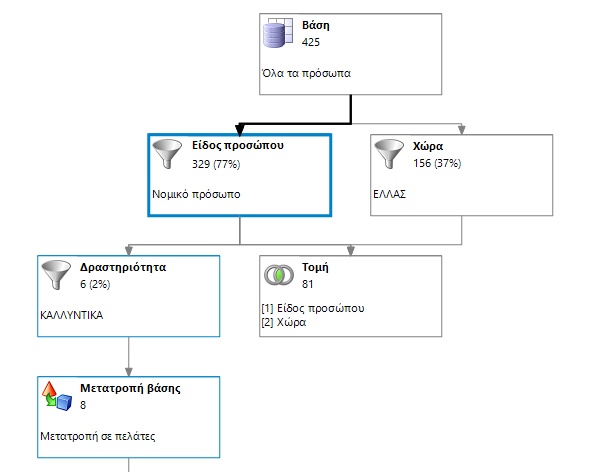 Βάση
425
Όλα τα πρόσωπα
Είδος προσώπου
329 (77%)
Νομικό πρόσωπο
Χώρα
156 (37%)
ΕΛΛΑΣ
Δραστηριότητα
6 (2%)
ΚΑΛΛΥΝΤΙΚΑ
Τομή
81
[1] Είδος προσώπου
[2] Χώρα
Μετατροπή βάσης
8
Μετατροπή σε πελάτες